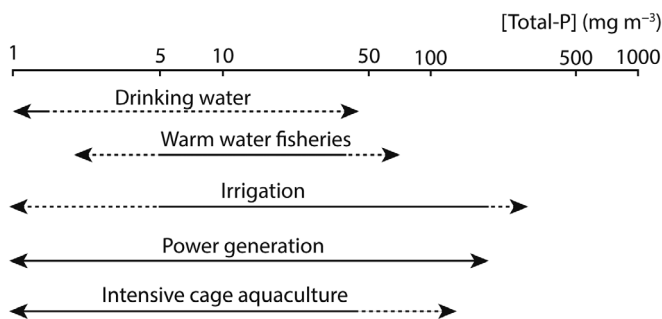 [Total-P] (mg m⁻³)
1 5 10 50 100 500 1000
Drinking water
Warm water fisheries
Irrigation
Power generation
Intensive cage aquaculture